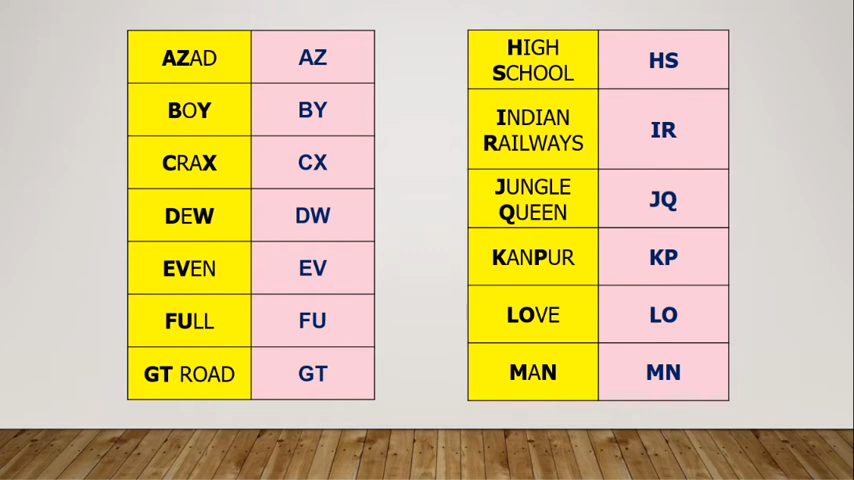 AZAD AZ
BOY BY
CRAX CX
DEW DW
EVEN EV
FULL FU
GT ROAD GT
HIGH
SCHOOL HS
INDIAN
RAILWAYS IR
JUNGLE
QUEEN JQ
KANPUR KP
LOVE LO
MAN MN